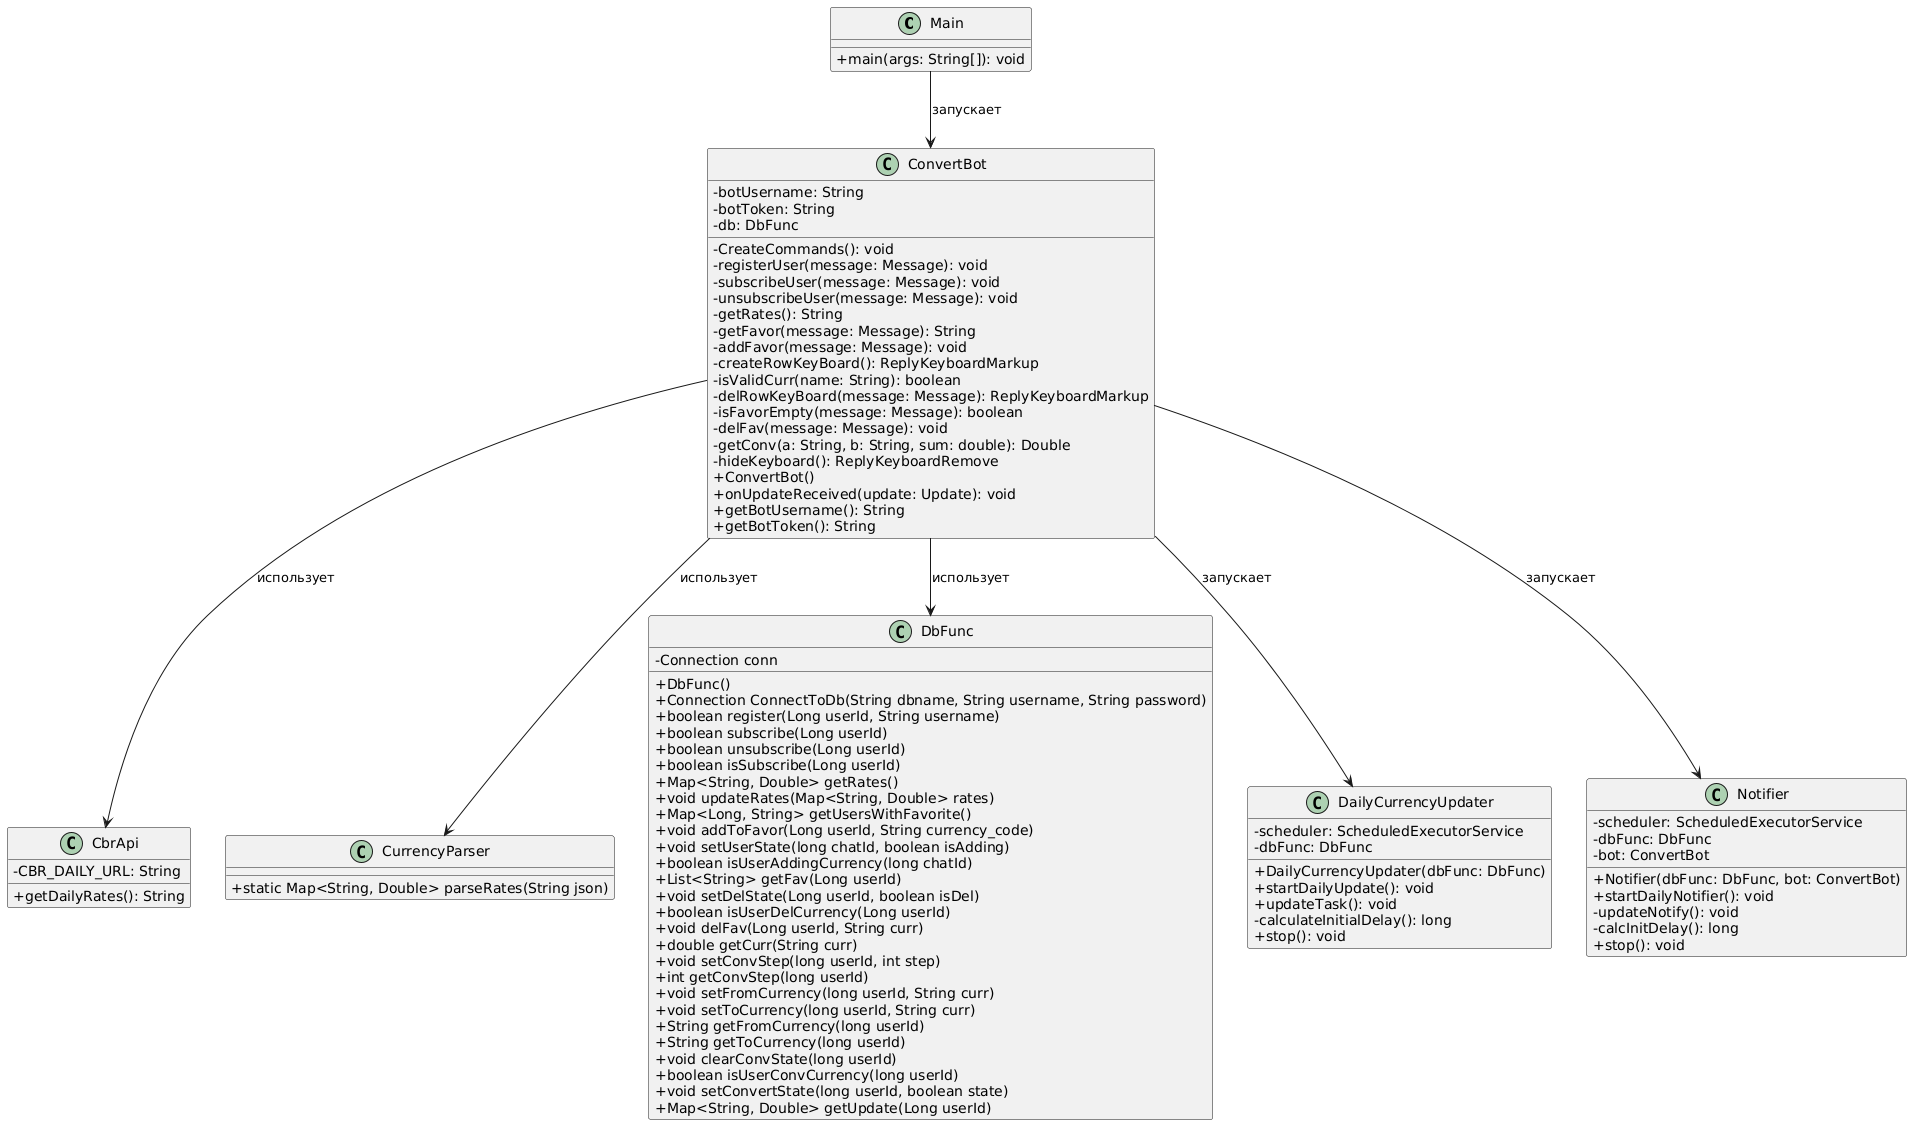 C Main
+main(args: String[]): void
запускает
C ConvertBot
-botUsername: String
-botToken: String
-db: DbFunc
-CreateCommands(): void
-registerUser(message: Message): void
-subscribeUser(message: Message): void
-unsubscribeUser(message: Message): void
-getRates(): String
-getFavor(message: Message): String
-addFavor(message: Message): void
-createRowKeyBoard(): ReplyKeyboardMarkup
-isValidCurr(name: String): boolean
-delRowKeyBoard(message: Message): ReplyKeyboardMarkup
-isFavorEmpty(message: Message): boolean
-delFav(message: Message): void
-getConv(a: String, b: String, sum: double): Double
-hideKeyboard(): ReplyKeyboardRemove
+ConvertBot()
+onUpdateReceived(update: Update): void
+getBotUsername(): String
+getBotToken(): String
использует
использует
использует
запускает
запускает
C CbrApi
-CBR_DAILY_URL: String
+getDailyRates(): String
C CurrencyParser
+static Map<String, Double> parseRates(String json)
C DbFunc
-Connection conn
+DbFunc()
+Connection ConnectToDb(String dbname, String username, String password)
+boolean register(Long userId, String username)
+boolean subscribe(Long userId)
+boolean unsubscribe(Long userId)
+boolean isSubscribe(Long userId)
+Map<String, Double> getRates()
+void updateRates(Map<String, Double> rates)
+Map<Long, String> getUsersWithFavorite()
+void addToFavor(Long userId, String currency_code)
+void setUserState(long chatId, boolean isAdding)
+boolean isUserAddingCurrency(long chatId)
+List<String> getFav(Long userId)
+void setDelState(Long userId, boolean isDel)
+boolean isUserDelCurrency(Long userId)
+void delFav(Long userId, String curr)
+double getCurr(String curr)
+void setConvStep(long userId, int step)
+int getConvStep(long userId)
+void setFromCurrency(long userId, String curr)
+void setToCurrency(long userId, String curr)
+String getFromCurrency(long userId)
+String getToCurrency(long userId)
+void clearConvState(long userId)
+boolean isUserConvCurrency(long userId)
+void setConvertState(long userId, boolean state)
+Map<String, Double> getUpdate(Long userId)
C DailyCurrencyUpdater
-scheduler: ScheduledExecutorService
-dbFunc: DbFunc
+DailyCurrencyUpdater(dbFunc: DbFunc)
+startDailyUpdate(): void
+updateTask(): void
-calculateInitialDelay(): long
+stop(): void
C Notifier
-scheduler: ScheduledExecutorService
-dbFunc: DbFunc
-bot: ConvertBot
+Notifier(dbFunc: DbFunc, bot: ConvertBot)
+startDailyNotifier(): void
-updateNotify(): void
-calcInitDelay(): long
+stop(): void